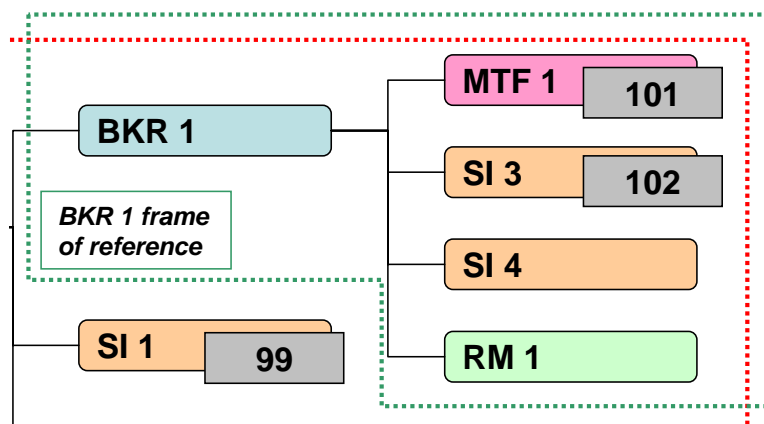 MTF 1
101
BKR 1
SI 3
102
BKR 1 frame
of reference
SI 4
SI 1
99
RM 1